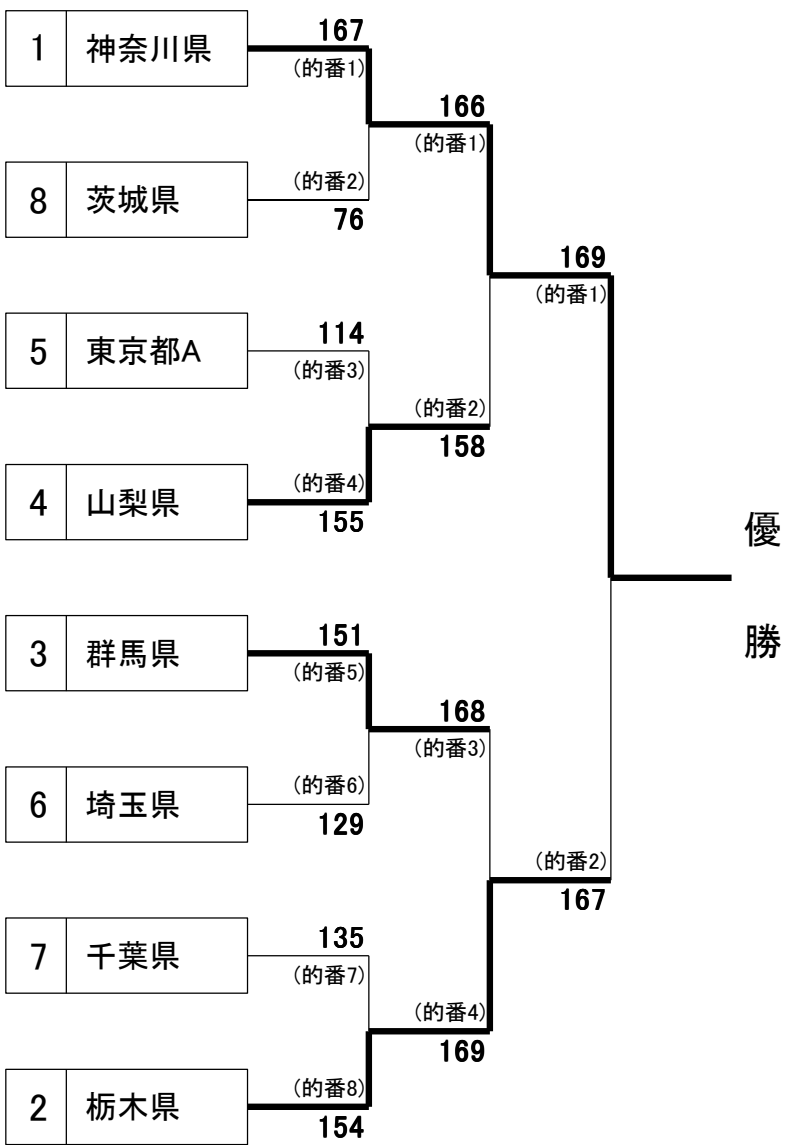 167
1 神奈川県
(的番1)
166
(的番1)
(的番2)
8 茨城県
76
169
(的番1)
114
5 東京都A
(的番3)
(的番2)
158
(的番4)
4 山梨県
155
優
勝
151
3 群馬県
(的番5)
168
(的番3)
(的番6)
6 埼玉県
129
(的番2)
167
135
7 千葉県
(的番7)
(的番4)
169
(的番8)
2 栃木県
154